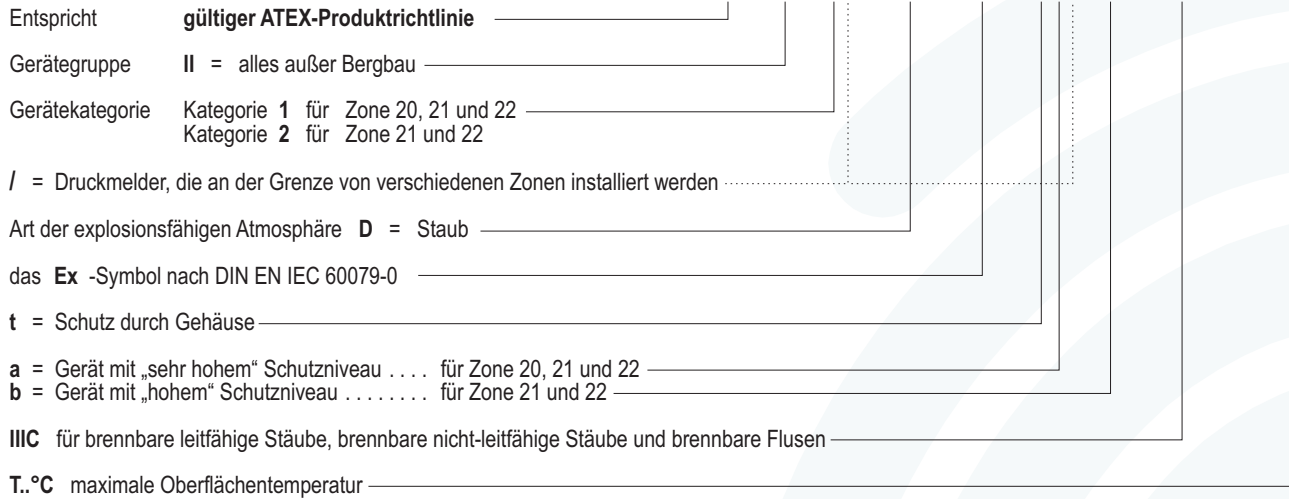 Entspricht gültiger ATEX-Produktrichtlinie
Gerätegruppe II = alles außer Bergbau
Gerätekategorie Kategorie 1 für Zone 20, 21 und 22
Kategorie 2 für Zone 21 und 22
/ = Druckmelder, die an der Grenze von verschiedenen Zonen installiert werden
Art der explosionsfähigen Atmosphäre D = Staub
das Ex -Symbol nach DIN EN IEC 60079-0
t = Schutz durch Gehäuse
a = Gerät mit „sehr hohem“ Schutzniveau . . . . für Zone 20, 21 und 22
b = Gerät mit „hohem“ Schutzniveau . . . . . . . . für Zone 21 und 22
IIIC für brennbare leitfähige Stäube, brennbare nicht-leitfähige Stäube und brennbare Flusen
T..°C maximale Oberflächentemperatur